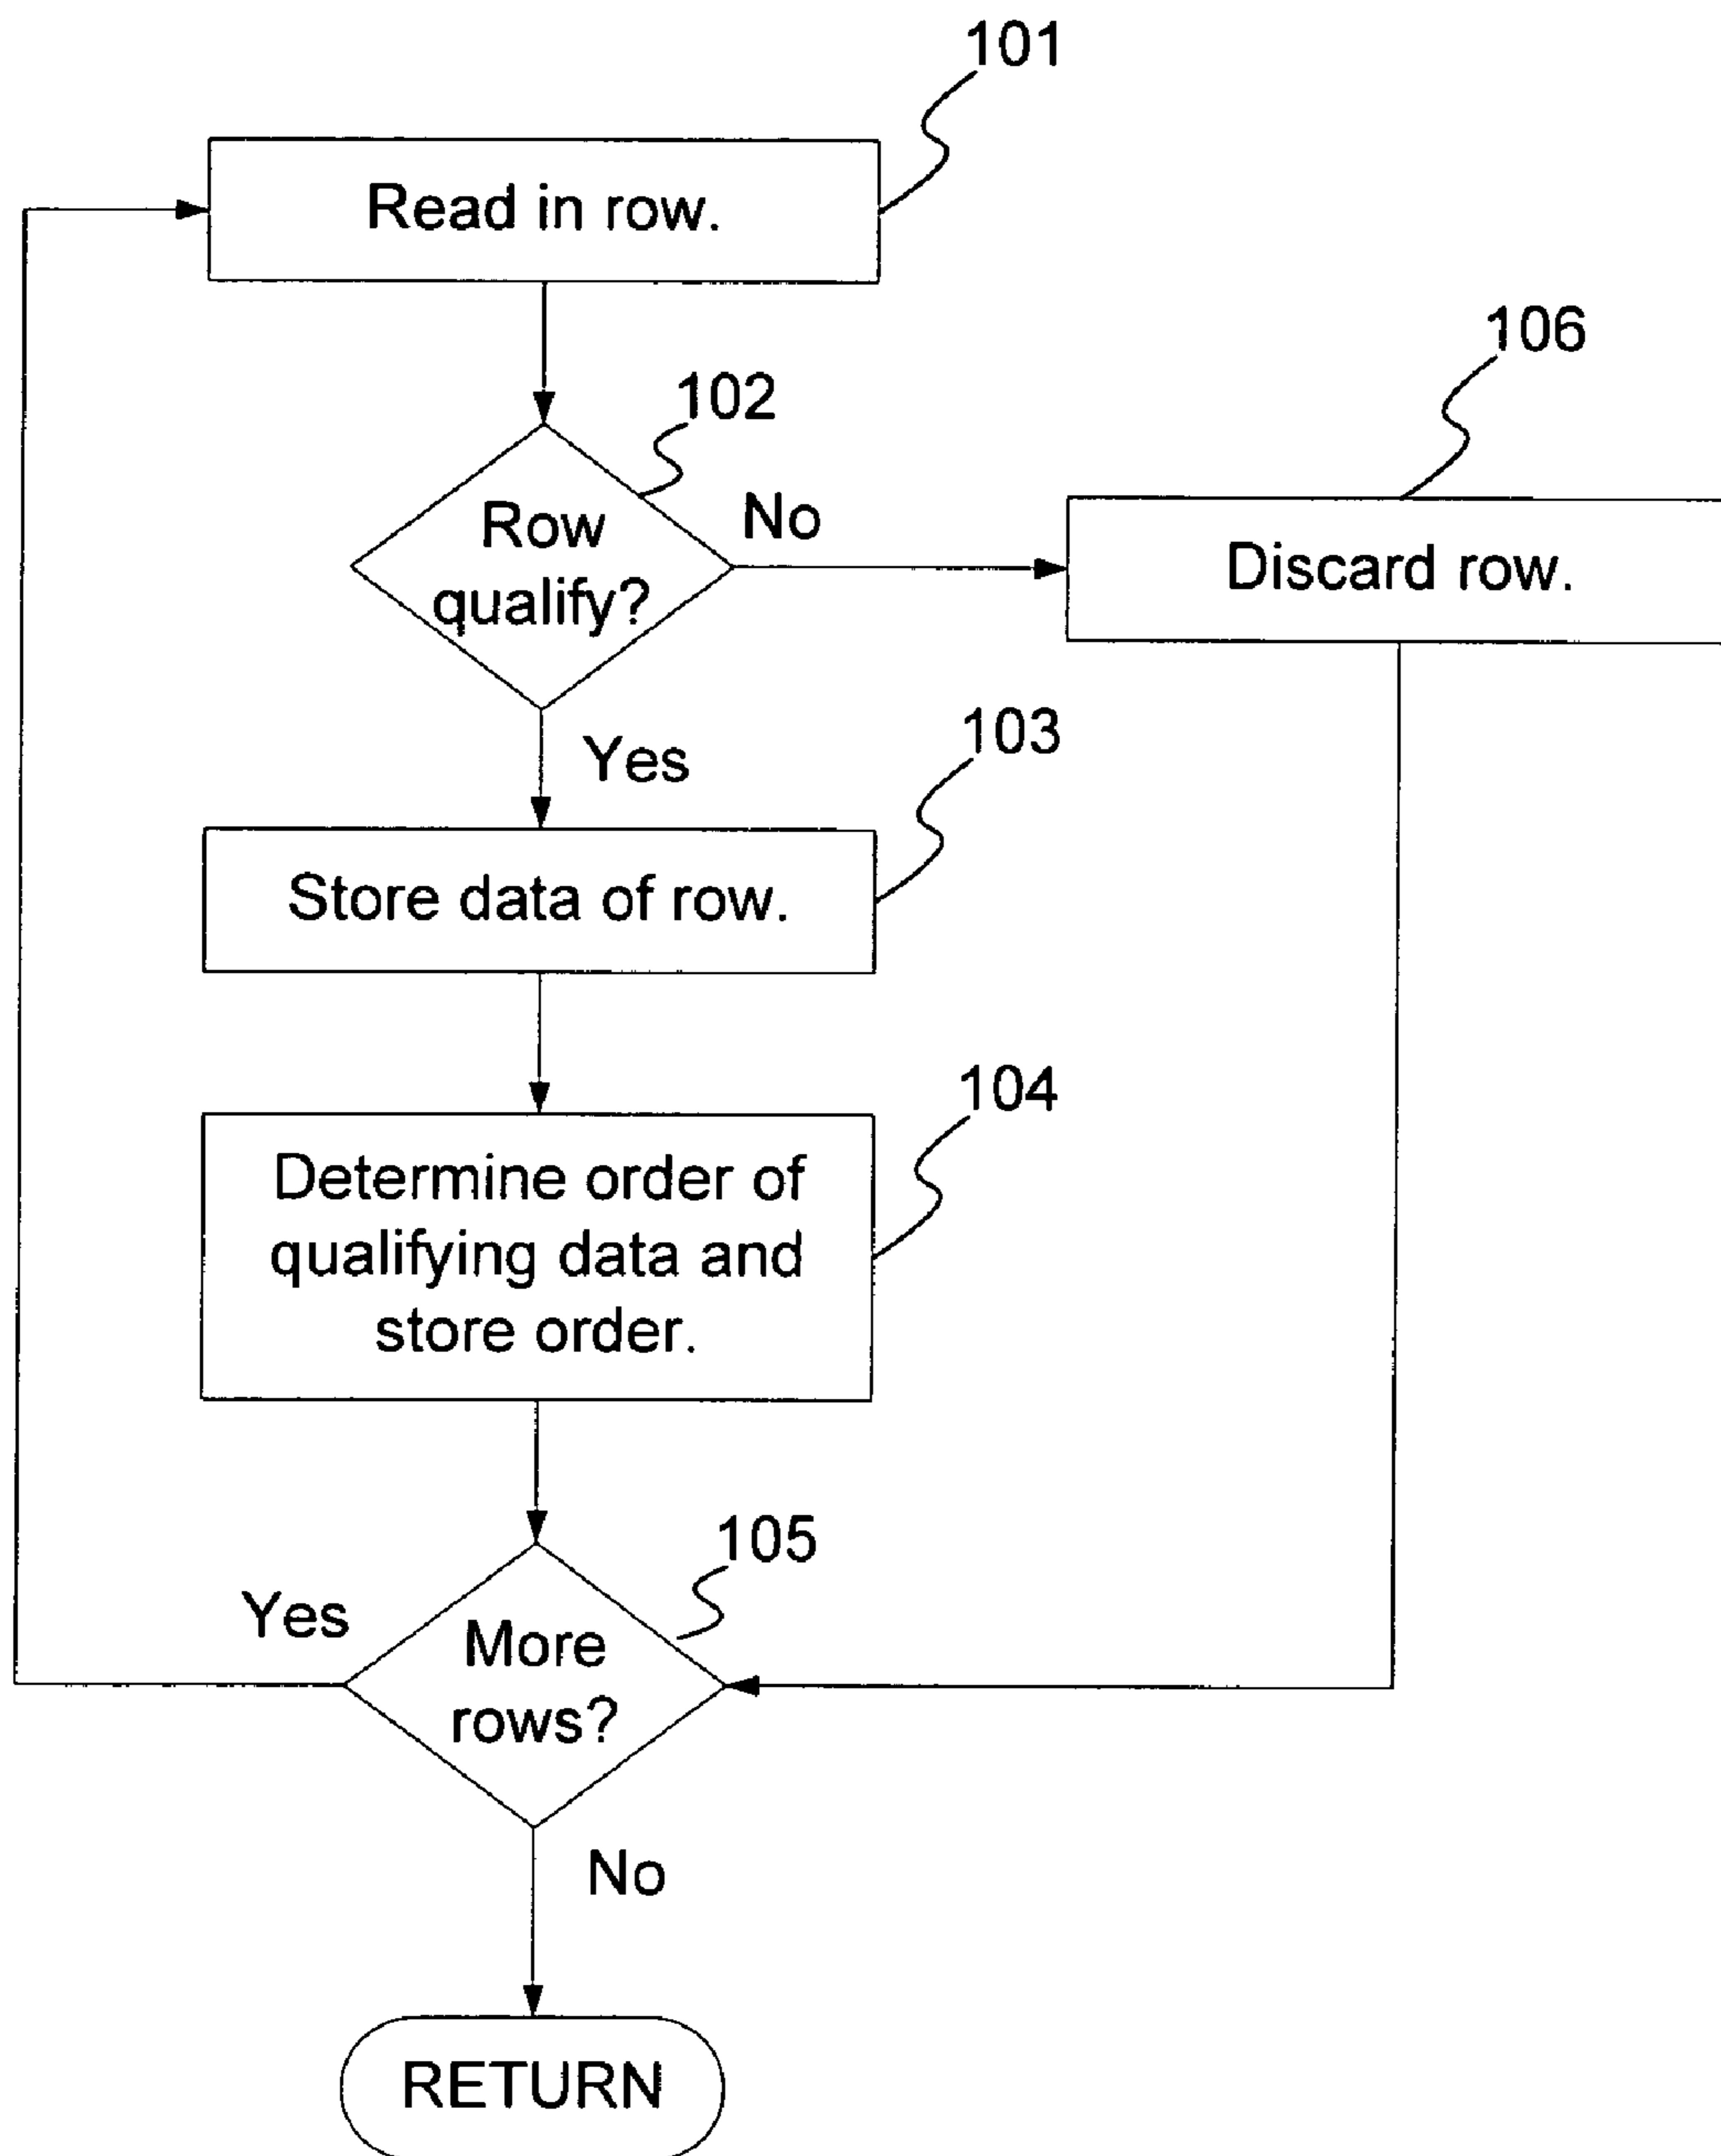 101
Read in row.
102
106
Row
qualify?
No
Discard row.
Yes
103
Store data of row.
104
Determine order of
qualifying data and
store order.
105
Yes
More
rows?
No
RETURN